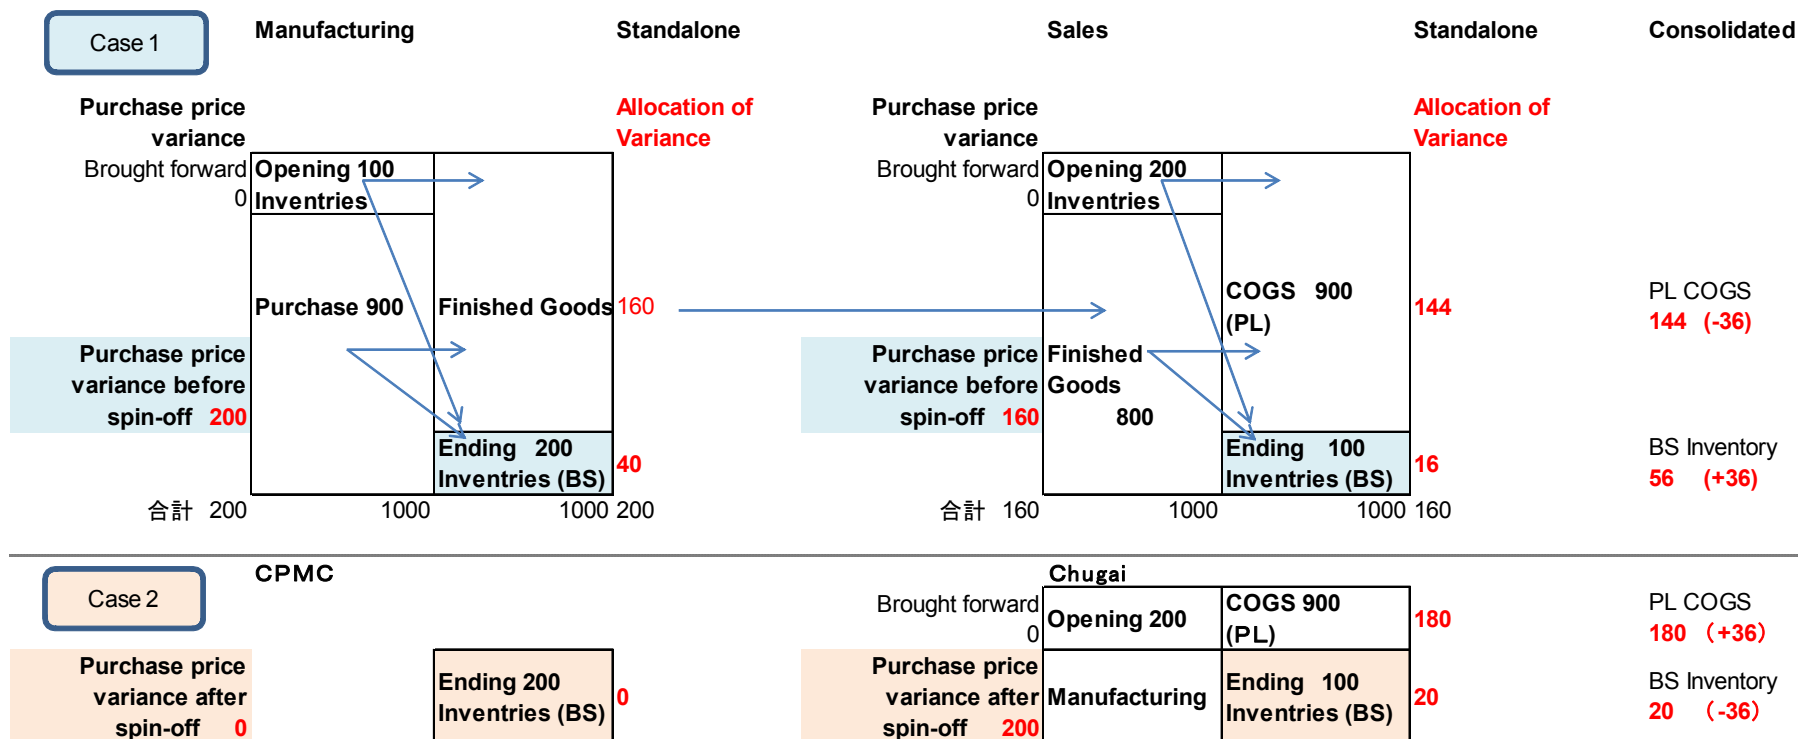 Case 1
Manufacturing
Standalone
Sales
Standalone
Consolidated
Purchase price
variance
Allocation of
Variance
Purchase price
variance
Allocation of
Variance
Brought forward
0
Opening 100
Inventries
Brought forward
0
Opening 200
Inventries
Purchase 900
Finished Goods
160
COGS 900
(PL)
144
PL COGS
144 (-36)
Purchase price
variance before
spin-off 200
Purchase price
variance before
spin-off 160
Finished
Goods
800
Ending 200
Inventries (BS)
40
Ending 100
Inventries (BS)
16
BS Inventory
56 (+36)
合計 200
1000
1000 200
合計 160
1000
1000 160
Case 2
CPMC
Chugai
Brought forward
0
Opening 200
COGS 900
(PL)
180
PL COGS
180 （+36）
Purchase price
variance after
spin-off 0
Ending 200
Inventries (BS)
0
Purchase price
variance after
spin-off 200
Manufacturing
Ending 100
Inventries (BS)
20
BS Inventory
20 （-36）